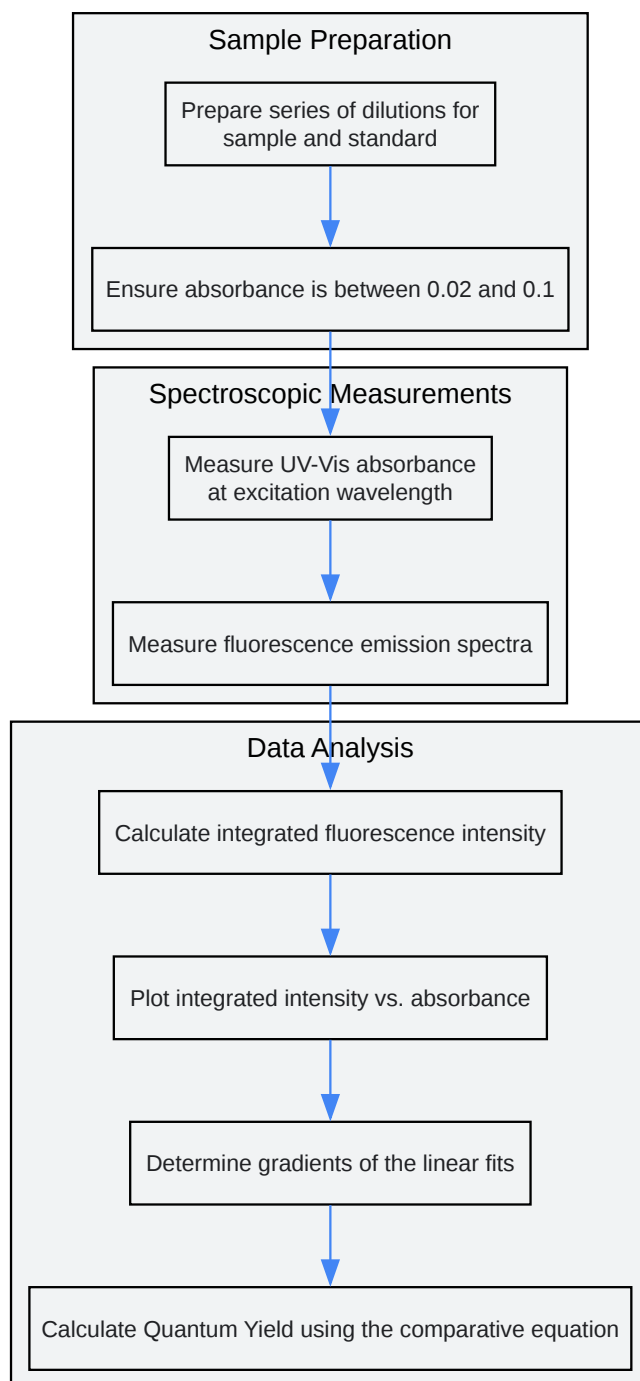 Sample Preparation
Prepare series of dilutions for
sample and standard
Ensure absorbance is between 0.02 and 0.1
Spectroscopic Measurements
Measure UV-Vis absorbance
at excitation wavelength
Measure fluorescence emission spectra
Data Analysis
Calculate integrated fluorescence intensity
Plot integrated intensity vs. absorbance
Determine gradients of the linear fits
Calculate Quantum Yield using the comparative equation